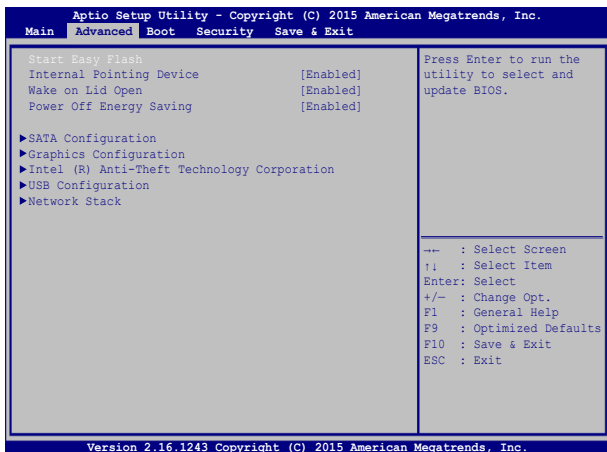 Aptio Setup Utility - Copyright (C) 2015 American Megatrends, Inc.
Main Advanced Boot Security Save & Exit
Start Easy Flash
Internal Pointing Device [Enabled]
Wake on Lid Open [Enabled]
Power Off Energy Saving [Enabled]
▶SATA Configuration
▶Graphics Configuration
▶Intel (R) Anti-Theft Technology Corporation
▶USB Configuration
▶Network Stack
Press Enter to run the
utility to select and
update BIOS.
→← : Select Screen
↑↓ : Select Item
Enter: Select
+/— : Change Opt.
F1 : General Help
F9 : Optimized Defaults
F10 : Save & Exit
ESC : Exit
Version 2.16.1243 Copyright (C) 2015 American Megatrends, Inc.